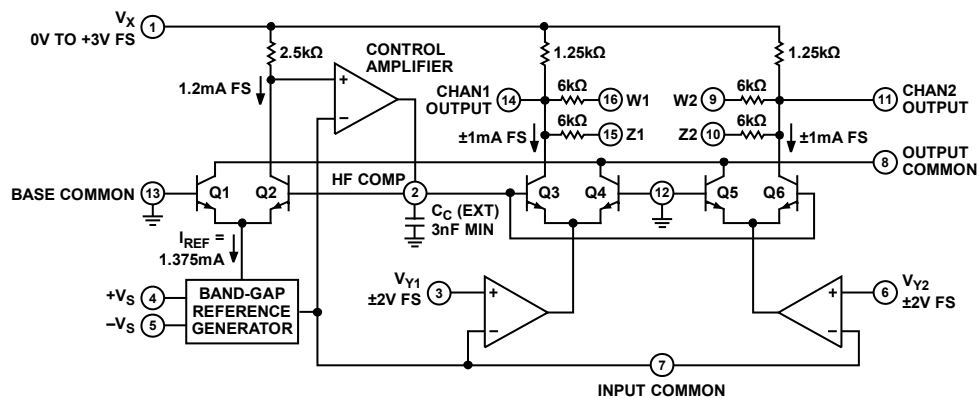 VX
0V TO +3V FS
1
2.5kΩ
1.2mA FS
CONTROL
AMPLIFIER
+
–
1.25kΩ
1.25kΩ
CHAN1
OUTPUT
14
6kΩ
16
W1
W2
9
6kΩ
11
CHAN2
OUTPUT
±1mA FS
6kΩ
15
Z1
Z2
10
6kΩ
±1mA FS
8
OUTPUT
COMMON
BASE COMMON
13
Q1
Q2
HF COMP
2
Q3
Q4
12
Q5
Q6
CC (EXT)
3nF MIN
IREF =
1.375mA
+VS
4
–VS
5
BAND-GAP
REFERENCE
GENERATOR
VY1
±2V FS
3
+
–
+
–
6
VY2
±2V FS
7
INPUT COMMON